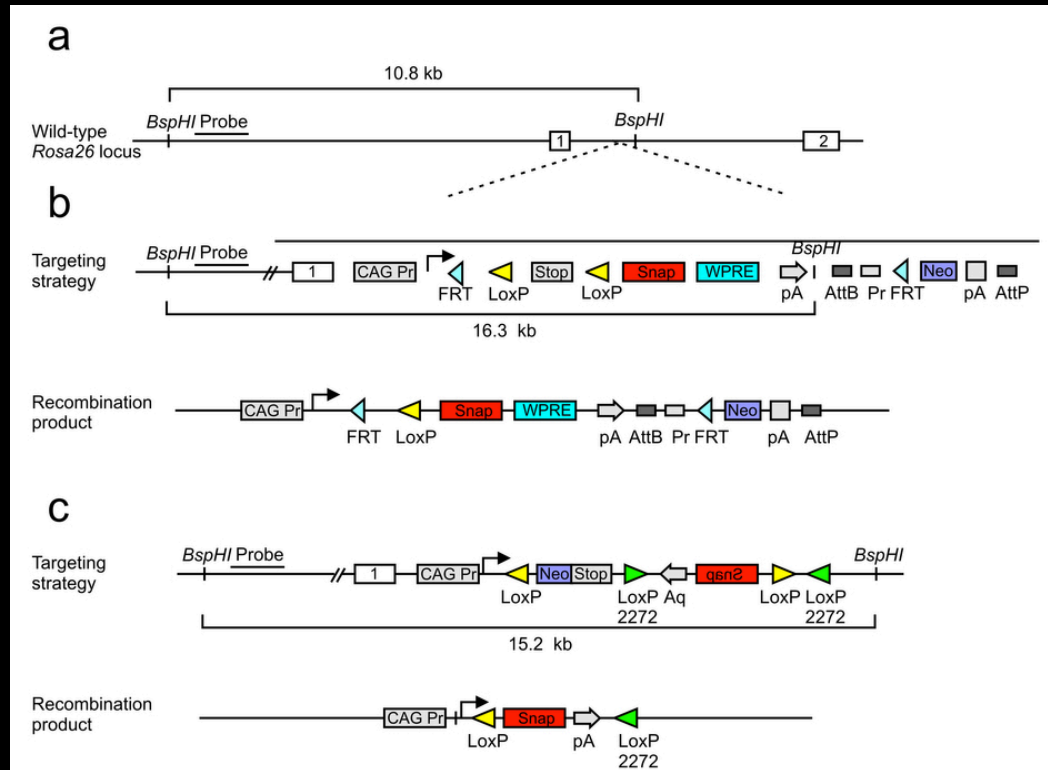 a
10.8 kb
BspHI Probe BspHI
Wild-type
Rosa26 locus
1 2
b
BspHI
Targeting
strategy
BspHI Probe
1 CAG Pr Stop Snap WPRE Neo
FRT LoxP LoxP pA AttB Pr FRT pA AttP
16.3 kb
Recombination
product
CAG Pr Snap WPRE Neo
FRT LoxP pA AttB Pr FRT pA AttP
c
Targeting
strategy
BspHI Probe BspHI
1 CAG Pr Neo Stop Snap
LoxP LoxP Aq LoxP LoxP
2272 2272
15.2 kb
Recombination
product
CAG Pr Snap
LoxP pA LoxP
2272